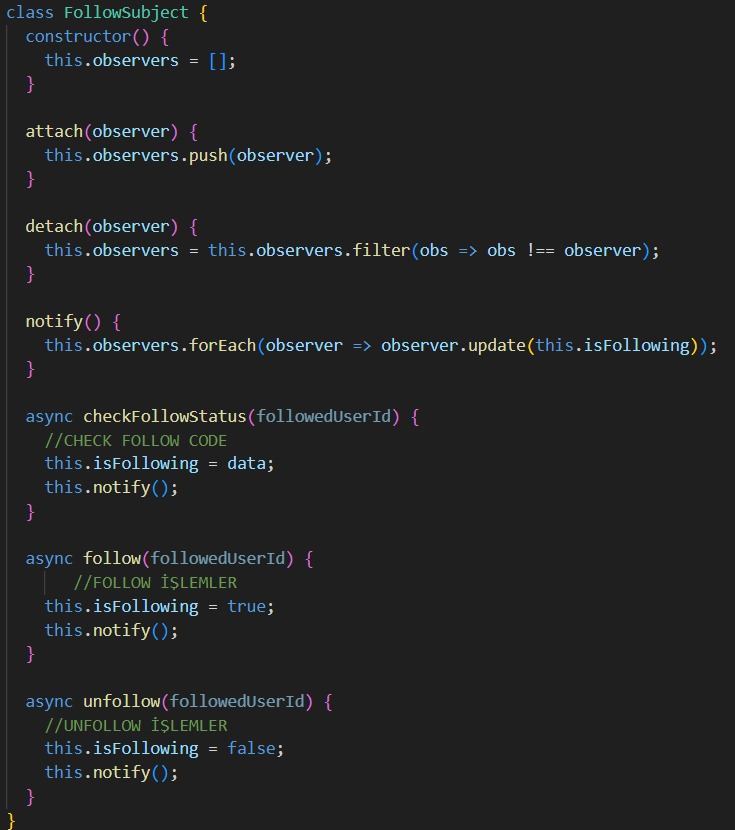 class FollowSubject {
  constructor() {
    this.observers = [];
  }

  attach(observer) {
    this.observers.push(observer);
  }

  detach(observer) {
    this.observers = this.observers.filter(obs => obs !== observer);
  }

  notify() {
    this.observers.forEach(observer => observer.update(this.isFollowing));
  }

  async checkFollowStatus(followedUserId) {
    //CHECK FOLLOW CODE
    this.isFollowing = data;
    this.notify();
  }

  async follow(followedUserId) {
       //FOLLOW İŞLEMLER
    this.isFollowing = true;
    this.notify();
  }

  async unfollow(followedUserId) {
    //UNFOLLOW İŞLEMLER
    this.isFollowing = false;
    this.notify();
  }
}